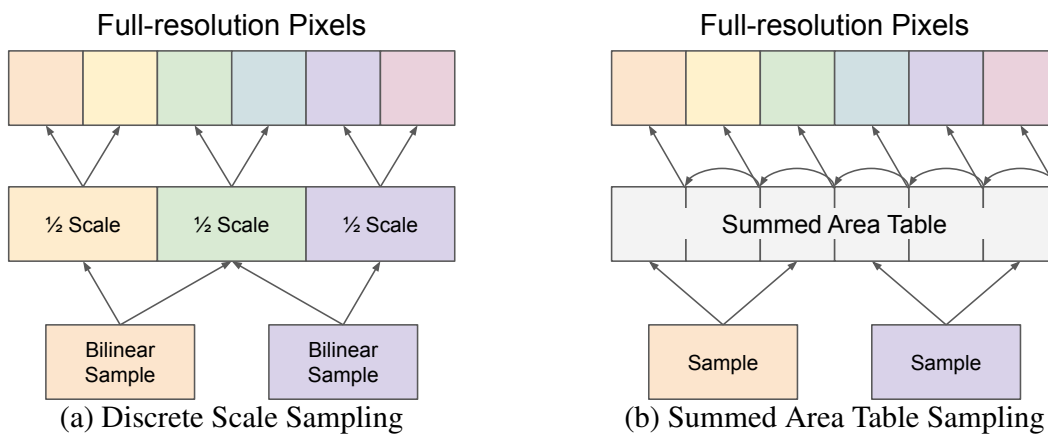 Full-resolution Pixels
½ Scale ½ Scale ½ Scale
Bilinear Sample
Bilinear Sample
(a) Discrete Scale Sampling
Full-resolution Pixels
Summed Area Table
Sample
Sample
(b) Summed Area Table Sampling